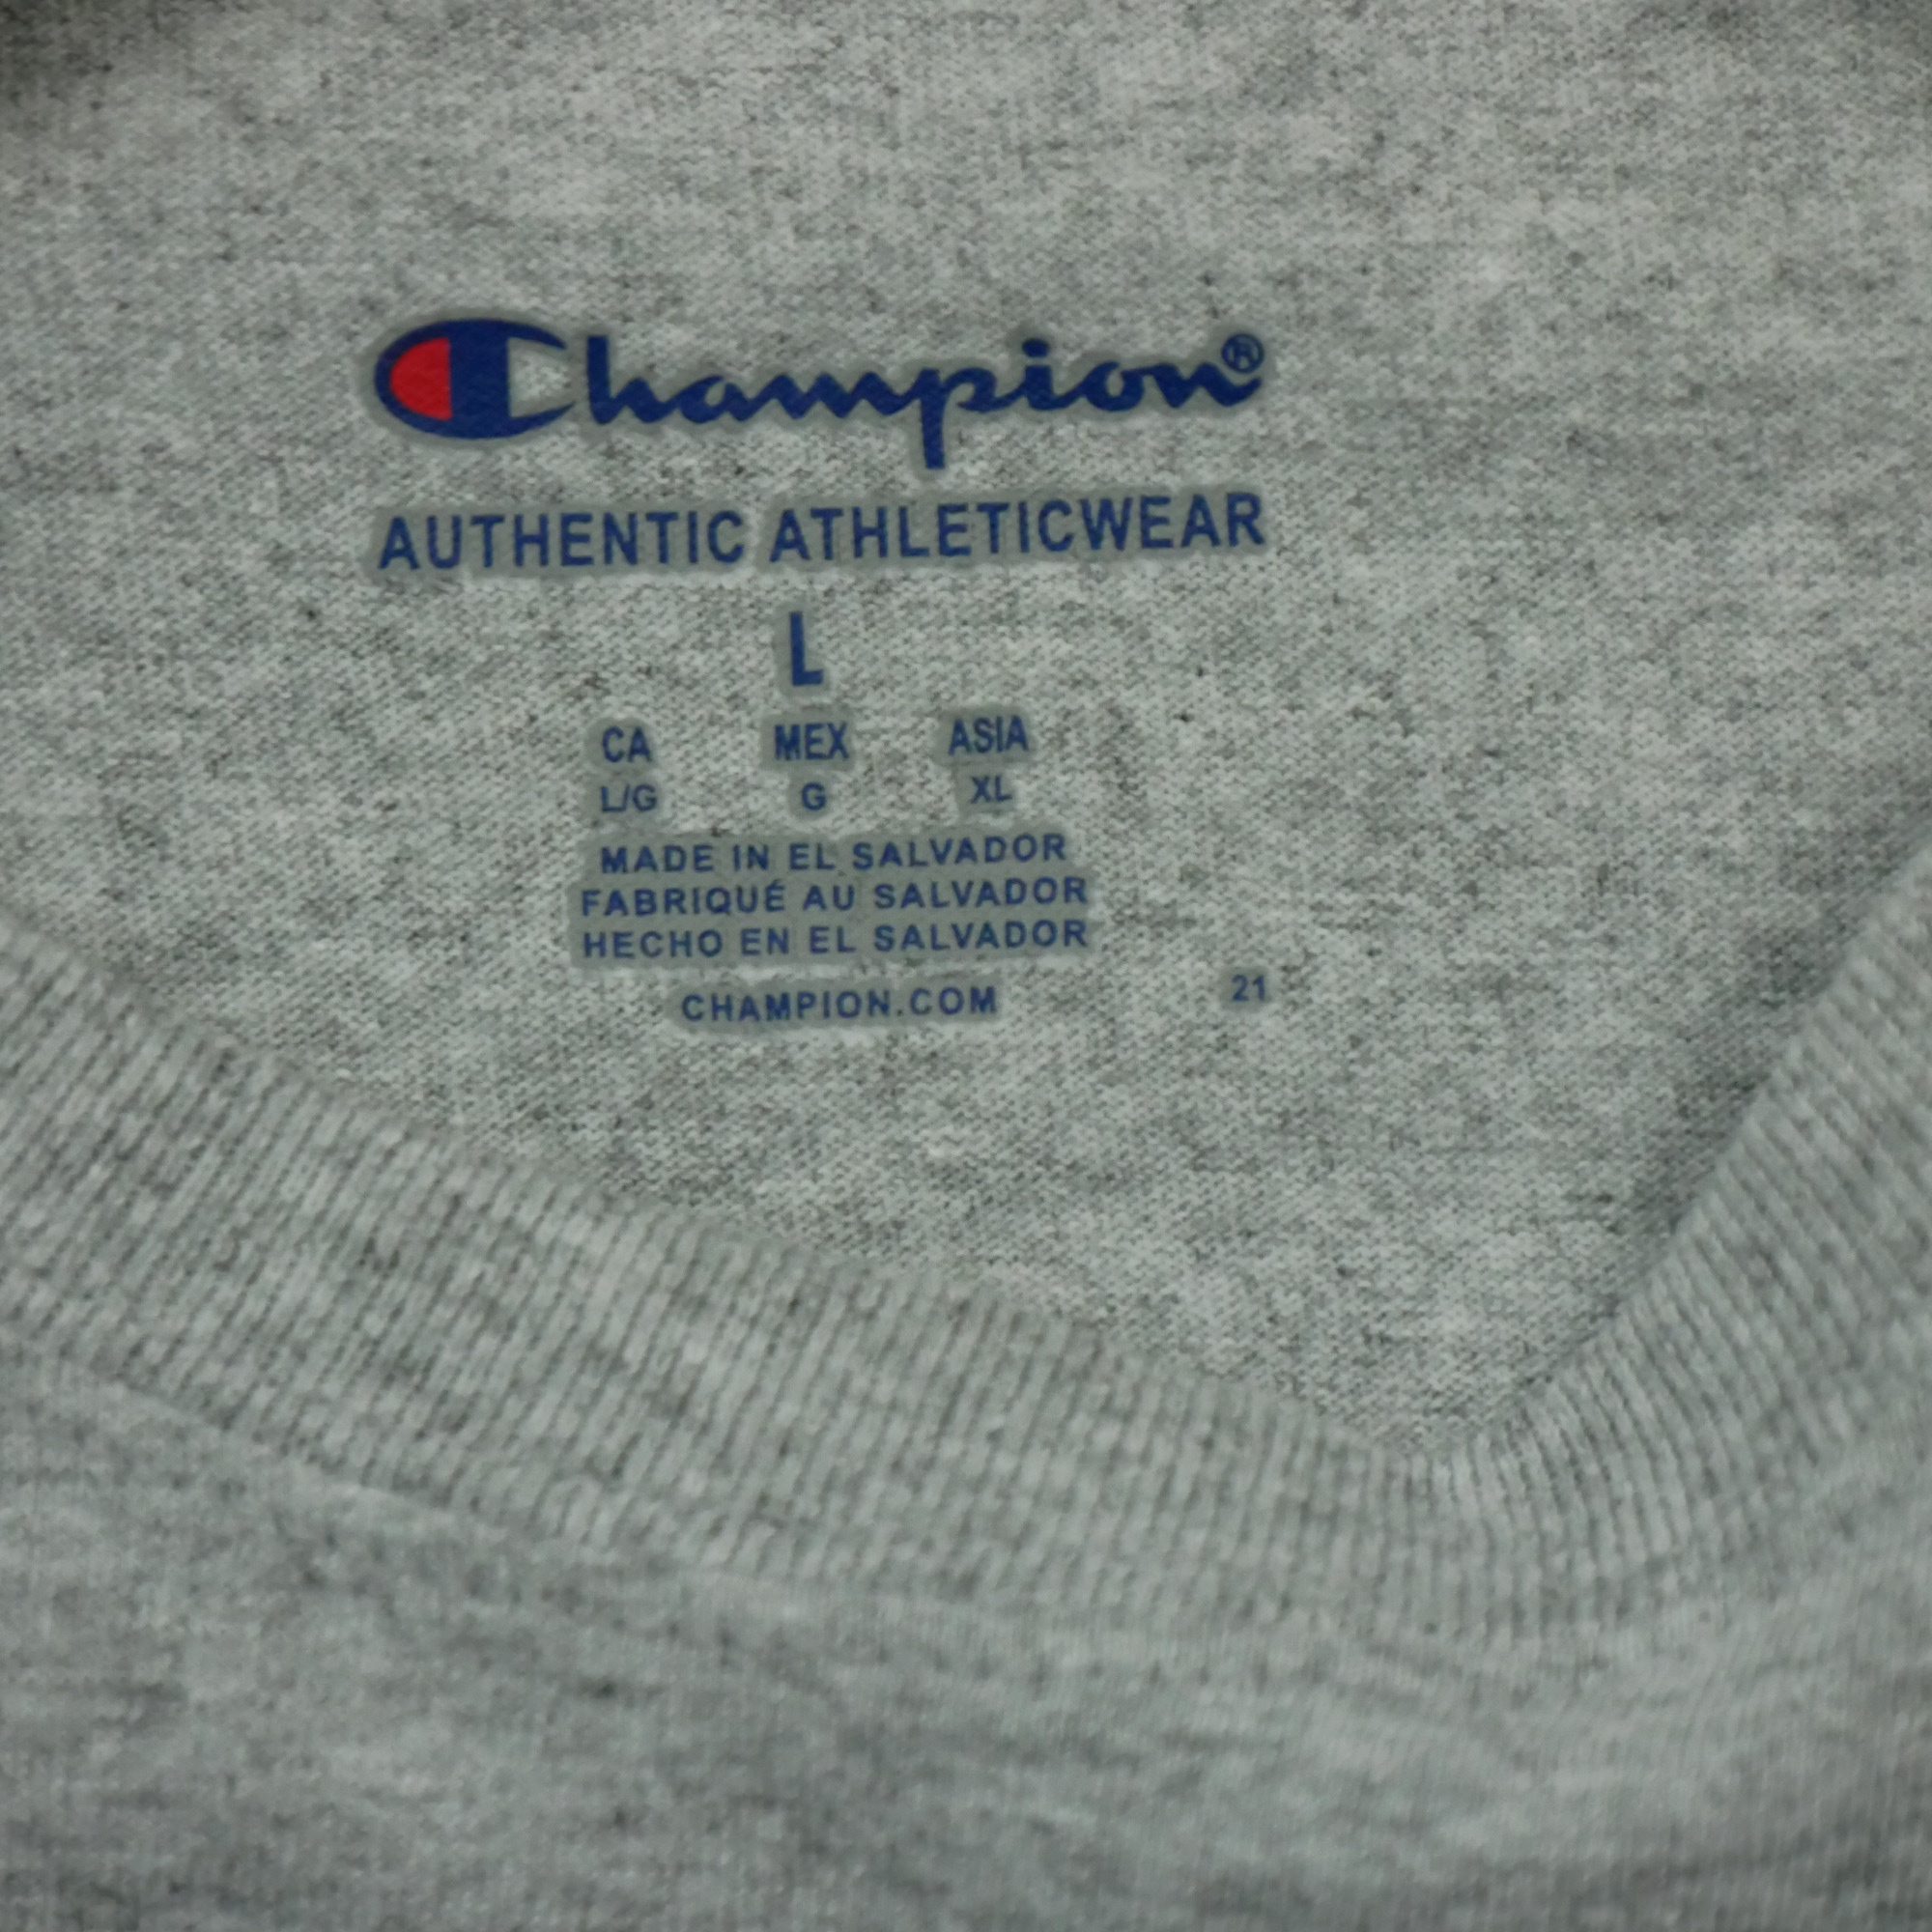 Champion®
AUTHENTIC ATHLETICWEAR
L
CA MEX ASIA
L/G G XL
MADE IN EL SALVADOR
FABRIQUÉ AU SALVADOR
HECHO EN EL SALVADOR
CHAMPION.COM 21